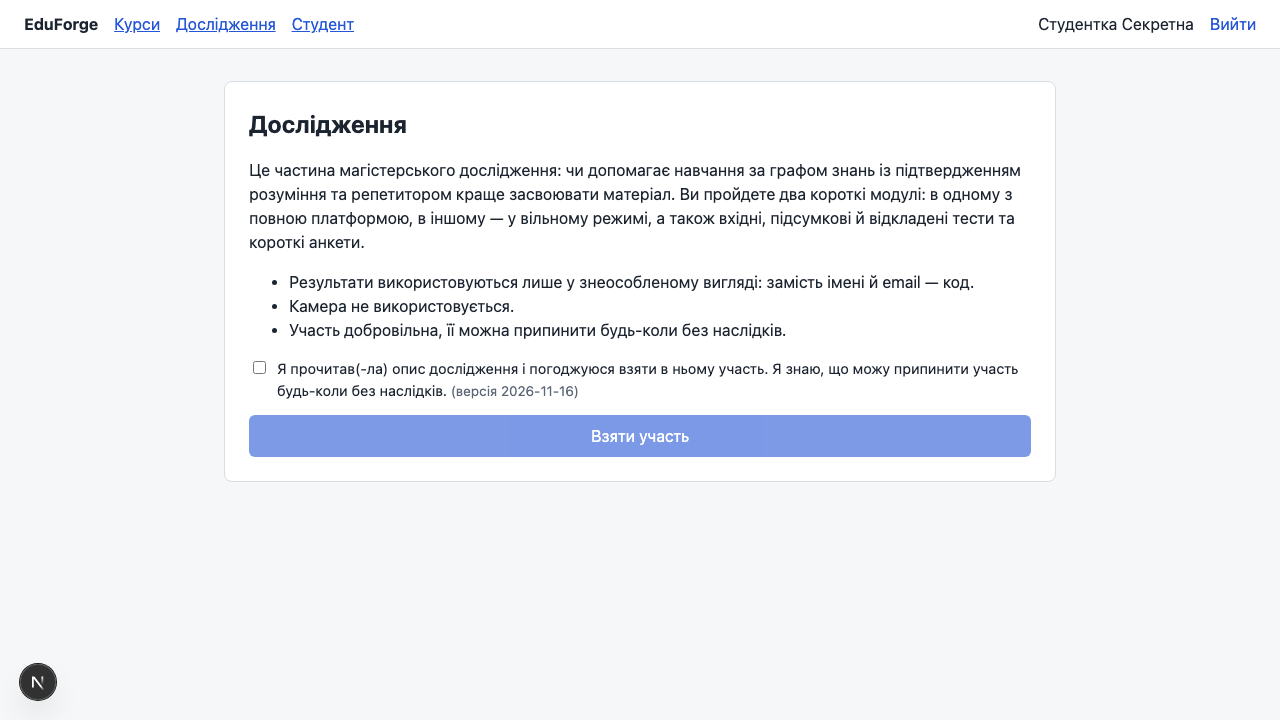 EduForge Курси Дослідження Студент Студентка Секретна Вийти
Дослідження
Це частина магістерського дослідження: чи допомагає навчання за графом знань із підтвердженням
розуміння та репетитором краще засвоювати матеріал. Ви пройдете два короткі модулі: в одному з
повною платформою, в іншому — у вільному режимі, а також вхідні, підсумкові й відкладені тести та
короткі анкети.
• Результати використовуються лише у знеособленому вигляді: замість імені й email — код.
• Камера не використовується.
• Участь добровільна, її можна припинити будь-коли без наслідків.
Я прочитав(-ла) опис дослідження і погоджуюся взяти в ньому участь. Я знаю, що можу припинити участь
будь-коли без наслідків. (версія 2026-11-16)
Взяти участь
N